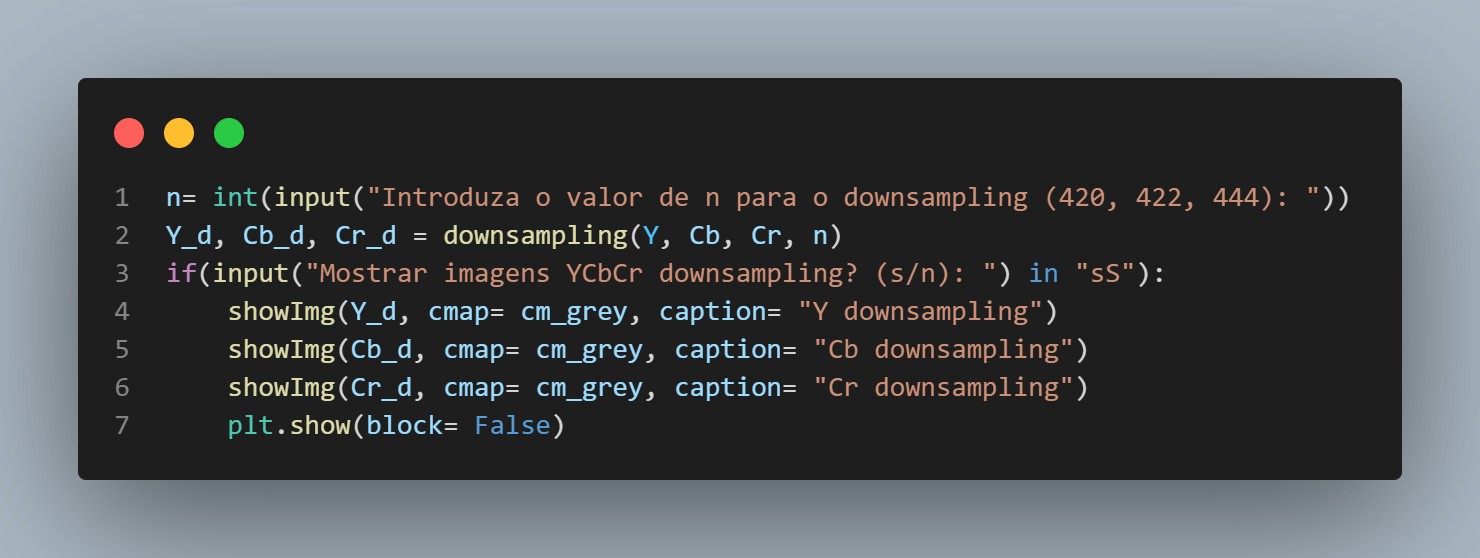 1 n= int(input("Introduza o valor de n para o downsampling (420, 422, 444): "))
2 Y_d, Cb_d, Cr_d = downsampling(Y, Cb, Cr, n)
3 if(input("Mostrar imagens YCbCr downsampling? (s/n): ") in "sS"):
4     showImg(Y_d, cmap= cm_grey, caption= "Y downsampling")
5     showImg(Cb_d, cmap= cm_grey, caption= "Cb downsampling")
6     showImg(Cr_d, cmap= cm_grey, caption= "Cr downsampling")
7     plt.show(block= False)